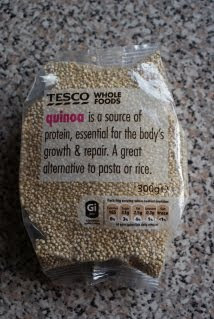 TESCO WHOLE FOODS
quinoa is a source of
protein, essential for the body's
growth & repair. A great
alternative to pasta or rice.
300g e
Gi